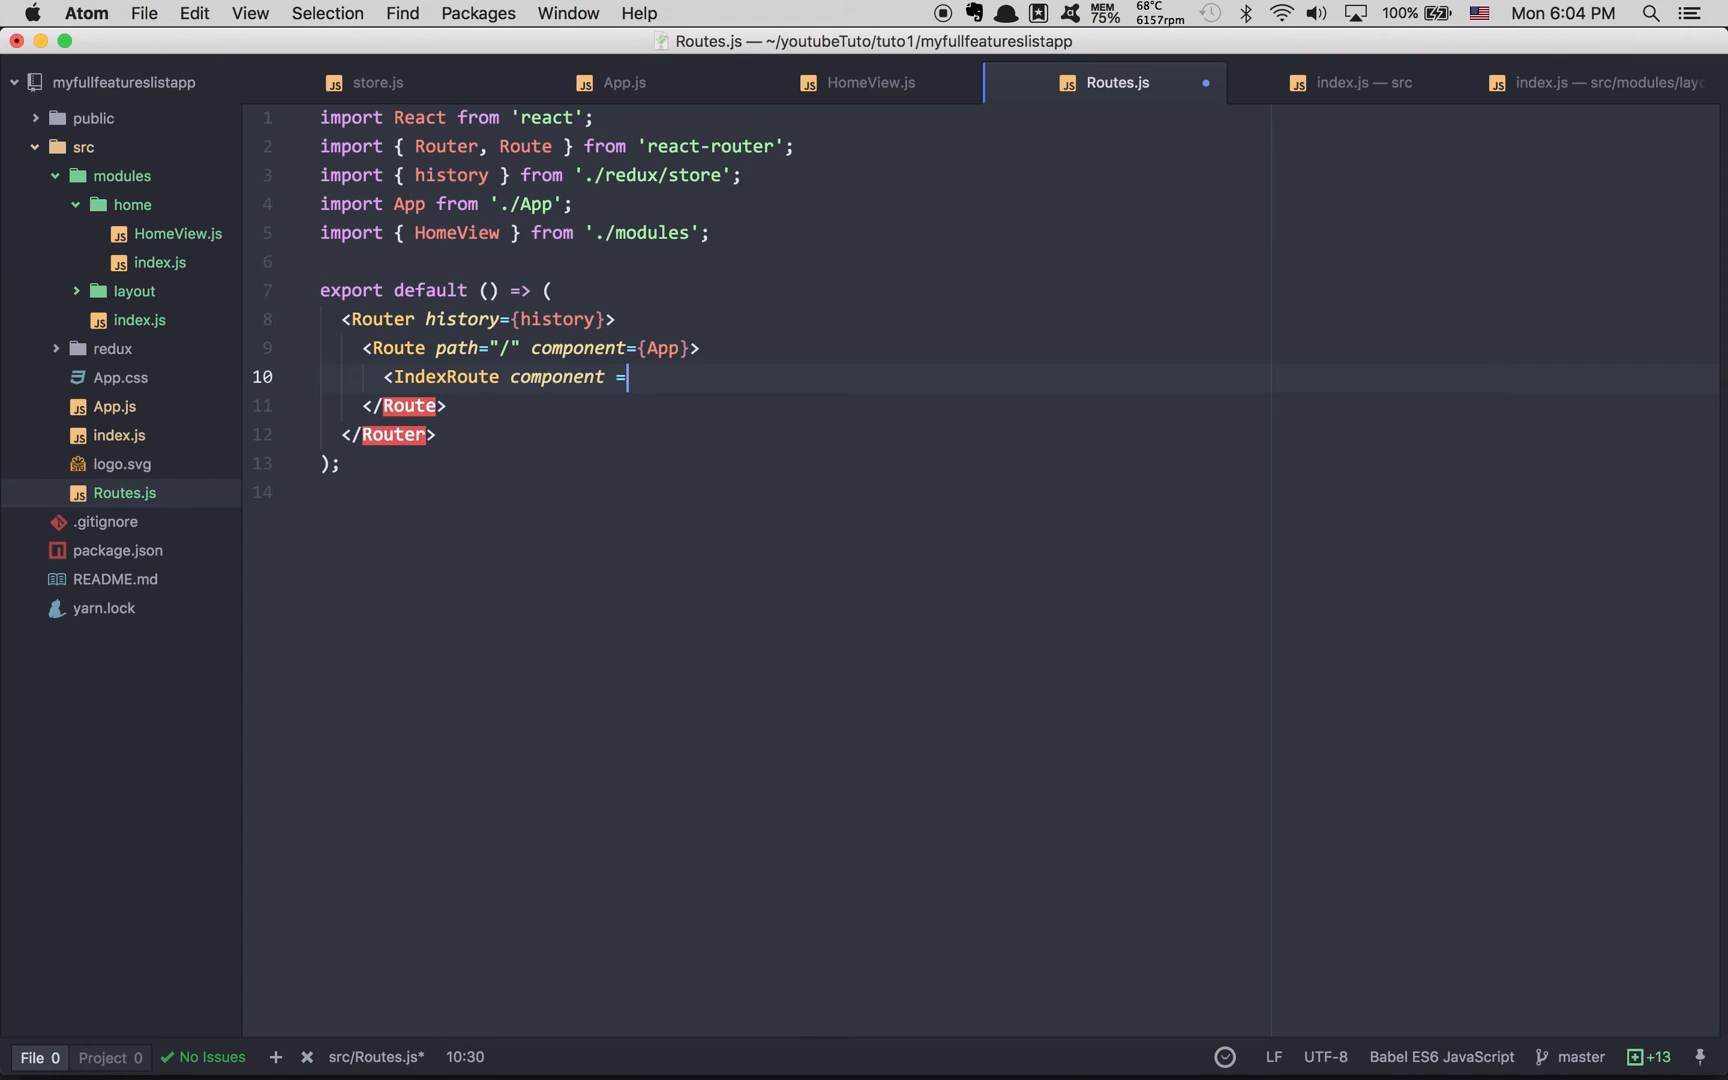 Atom File Edit View Selection Find Packages Window Help MEM 75% 68°C 6157rpm 100% Mon 6:04 PM
Routes.js — ~/youtubeTuto/tuto1/myfullfeatureslistapp
myfullfeatureslistapp
public
src
modules
home
HomeView.js
index.js
layout
index.js
redux
App.css
App.js
index.js
logo.svg
Routes.js
.gitignore
package.json
README.md
yarn.lock
store.js App.js HomeView.js Routes.js index.js — src index.js — src/modules/layo
1 import React from 'react';
2 import { Router, Route } from 'react-router';
3 import { history } from './redux/store';
4 import App from './App';
5 import { HomeView } from './modules';
6
7 export default () => (
8 <Router history={history}>
9 <Route path="/" component={App}>
10 <IndexRoute component =
11 </Route>
12 </Router>
13 );
14
File 0 Project 0 No Issues + src/Routes.js* 10:30 LF UTF-8 Babel ES6 JavaScript master +13